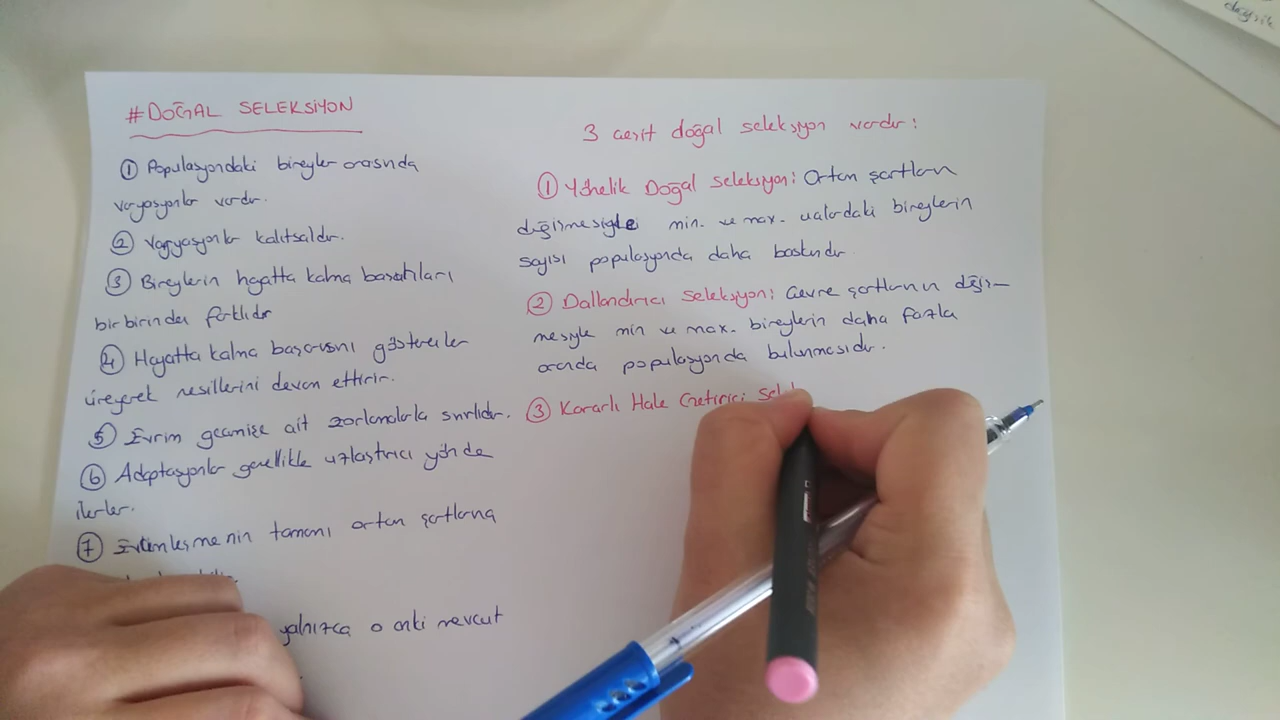 #DOĞAL SELEKSİYON
① Populasyondaki bireyler arasında
varyasyonlar vardır.
② Varyasyonlar kalıtsaldır.
③ Bireylerin hayatta kalma başarıları
birbirinden farklıdır
④ Hayatta kalma başarısını gösterenler
üreyerek nesillerini devam ettirir.
⑤ Evrim geçmişe ait zorlamalarla sınırlıdır.
⑥ Adaptasyonlar genellikle uzlaştırıcı yönde
ilerler.
⑦ Evrimleşmenin tamamı ortam şartlarına
yalnızca o anki mevcut
3 çeşit doğal seleksiyon vardır:
① Yönelik Doğal Seleksiyon: Ortam şartların
değişmesiyle min. ve max. uçlardaki bireylerin
sayısı populasyonda daha baskındır
② Dallandırıcı Seleksiyon: Çevre şartlarının değiş-
mesiyle min ve max. bireylerin daha fazla
oranda populasyonda bulunmasıdır.
③ Kararlı Hale Getirici Sel